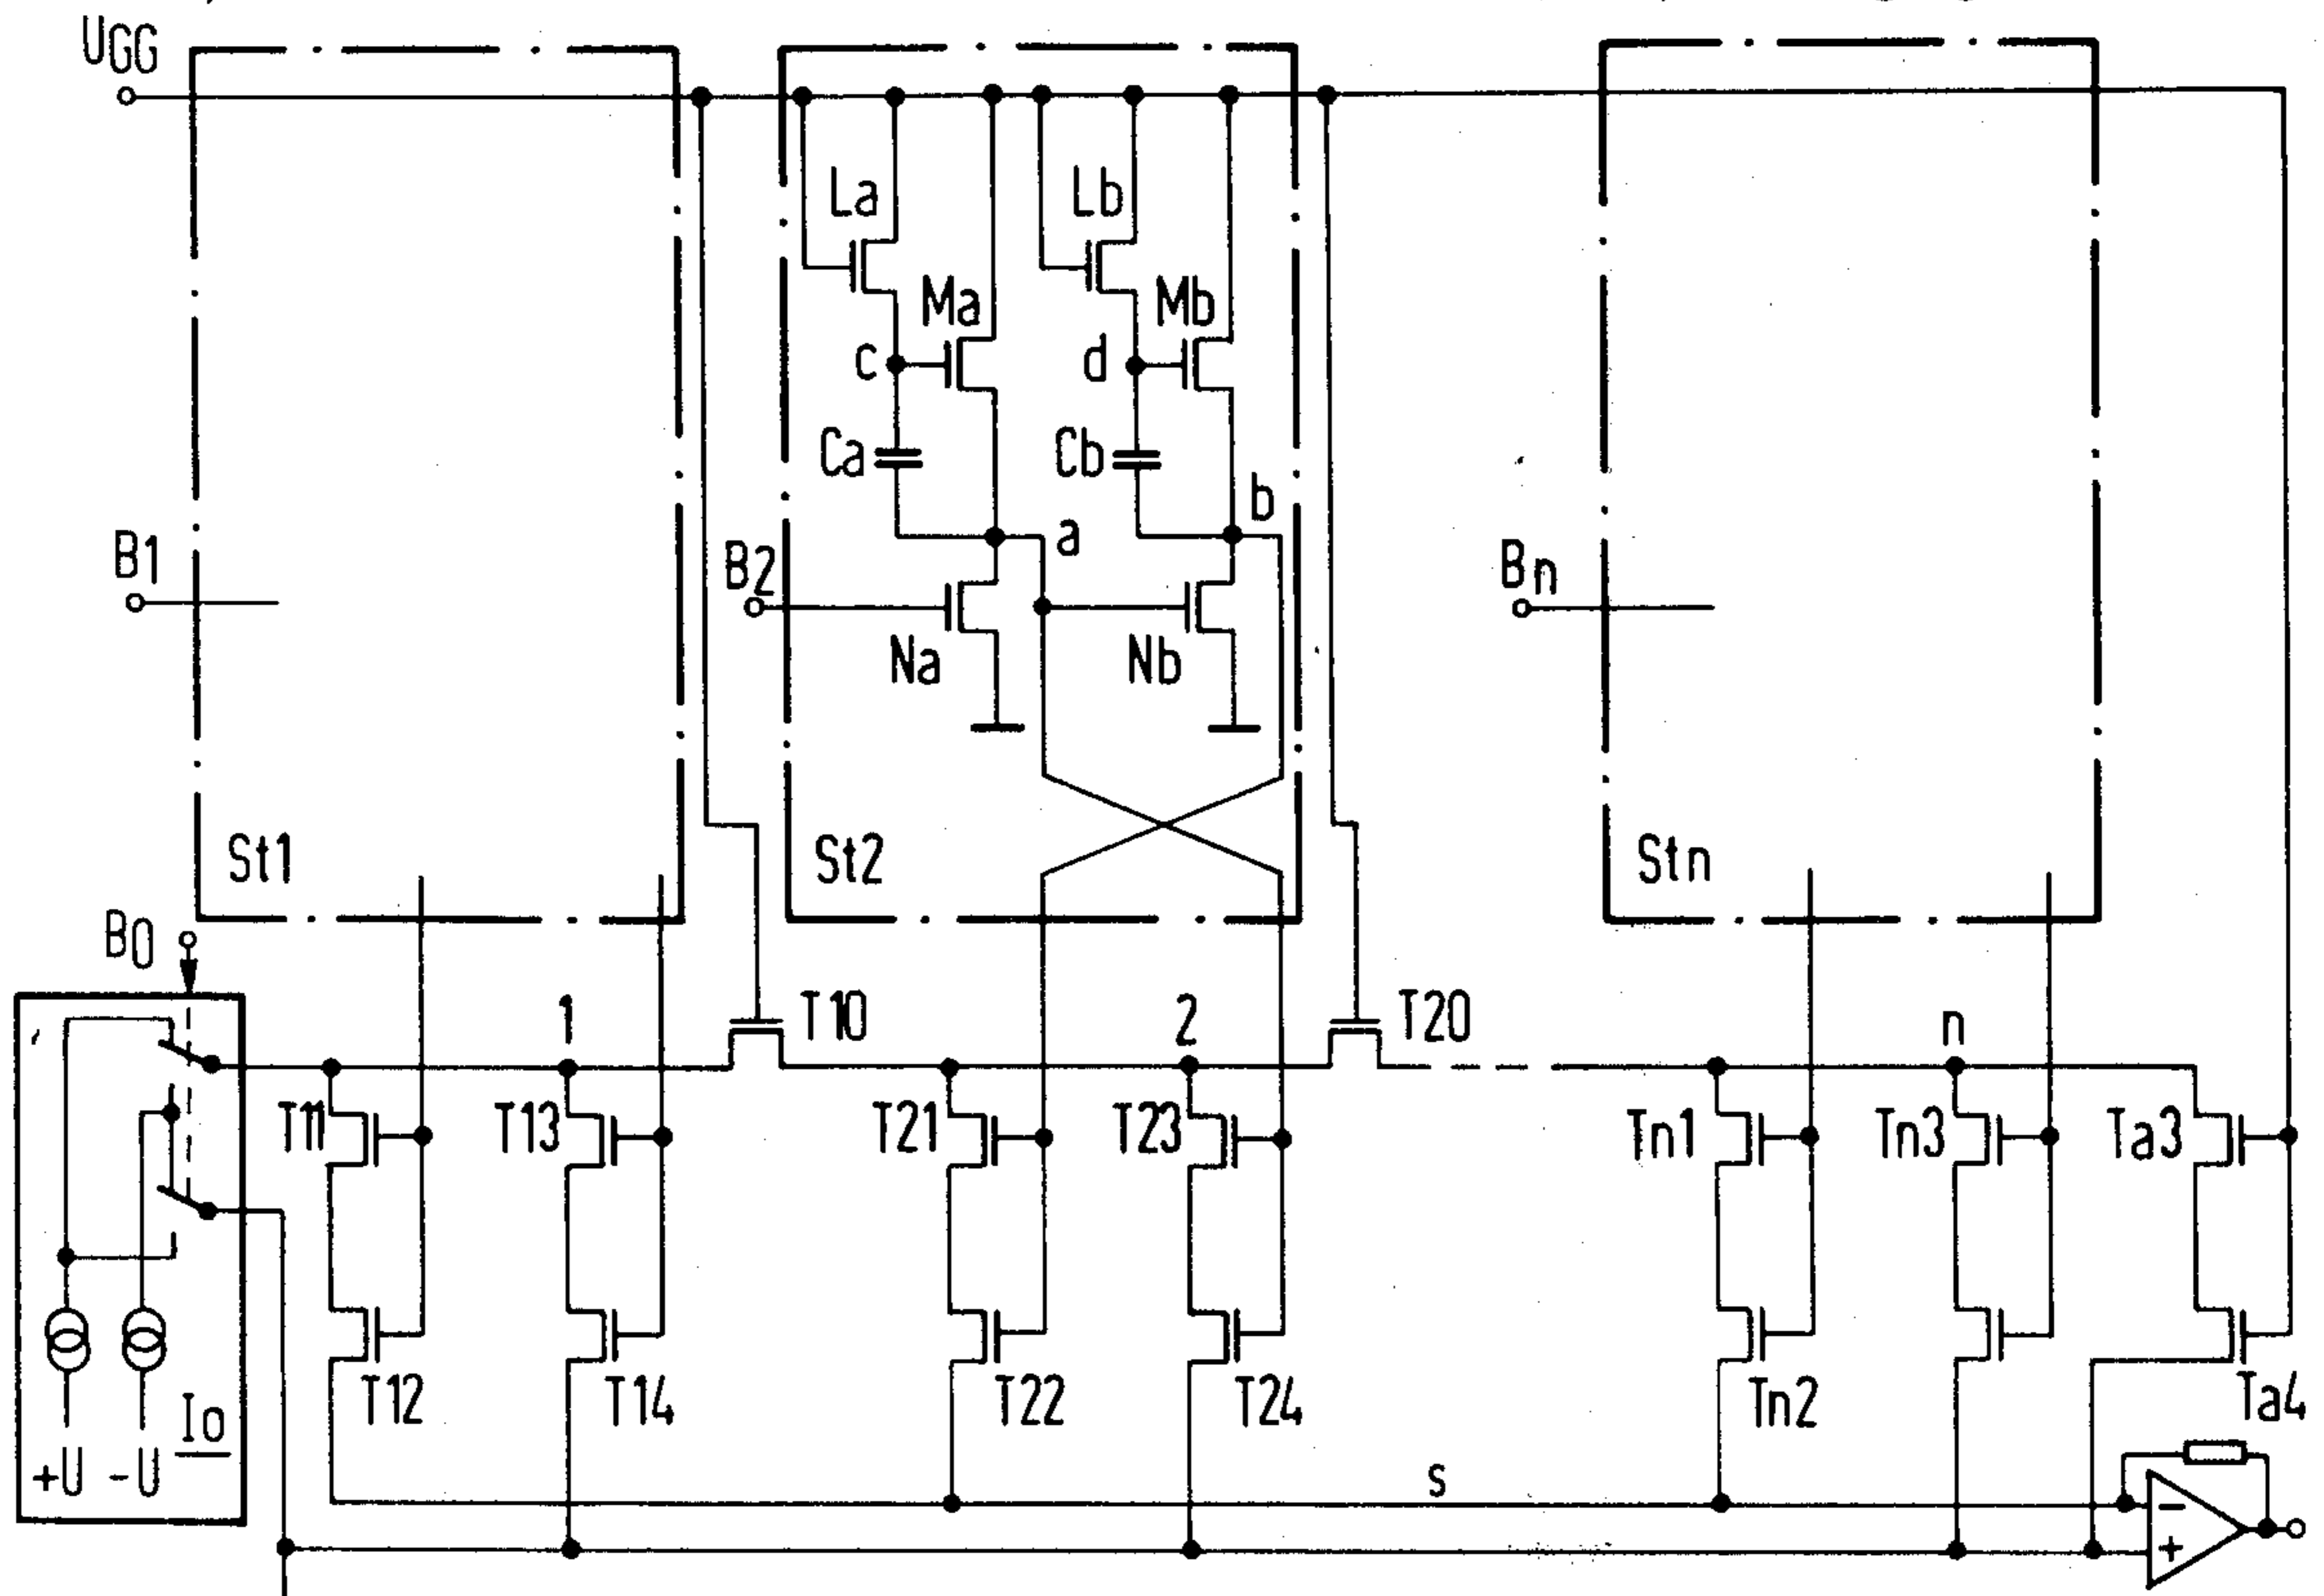 UGG
La
Lb
Ma
Mb
c
d
Ca
Cb
b
a
B1
B2
Bn
Na
Nb
St1
St2
Stn
B0
1
T10
2
T20
n
T11
T13
T21
T23
Tn1
Tn3
Ta3
T12
T14
T22
T24
Tn2
Ta4
I0
+U -U
s
−
+